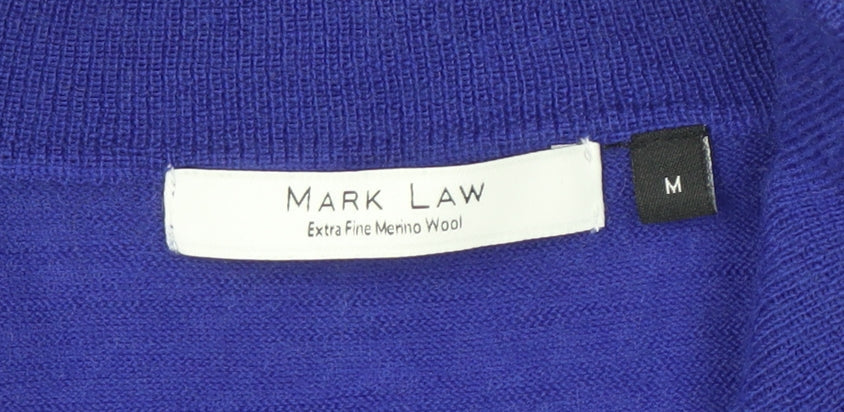 MARK LAW
Extra Fine Merino Wool
M